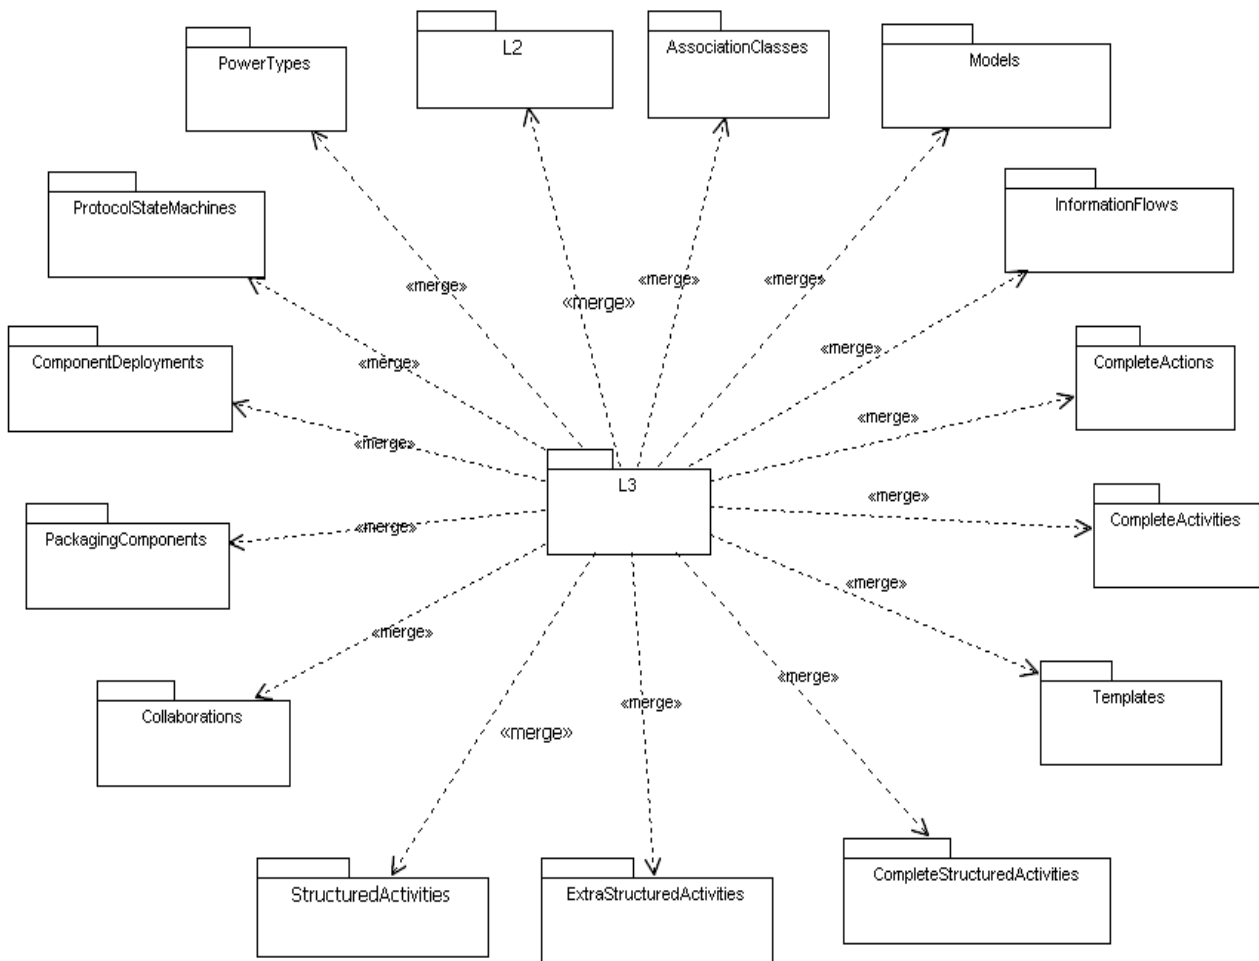 L2
AssociationClasses
PowerTypes
Models
ProtocolStateMachines
InformationFlows
«merge»
«merge»
«merge»
«merge»
«merge»
«merge»
ComponentDeployments
CompleteActions
«merge»
«merge»
L3
«merge»
«merge»
PackagingComponents
CompleteActivities
«merge»
«merge»
«merge»
Collaborations
Templates
«merge»
«merge»
StructuredActivities
ExtraStructuredActivities
CompleteStructuredActivities